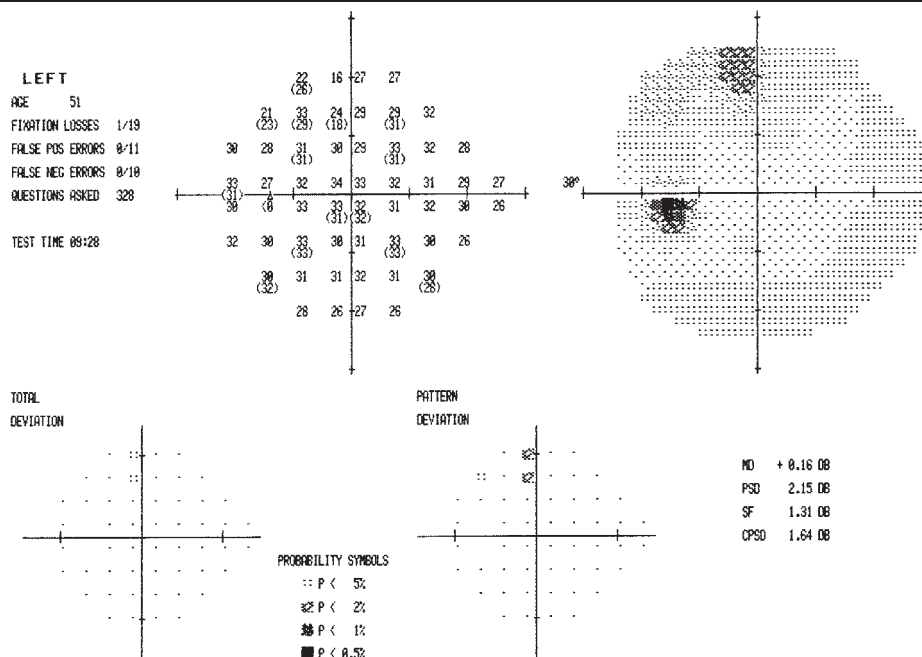 LEFT
AGE 51
FIXATION LOSSES 1/19
FALSE POS ERRORS 0/11
FALSE NEG ERRORS 0/10
QUESTIONS ASKED 328
TEST TIME 09:28
22 16 27 27
(26)
21 33 24 29 29 32
(23) (29) (18) (31)
30 28 31 30 29 33 32 28
(31) (31)
33 27 32 34 33 32 31 29 27
(31)
30 (0 33 33 32 31 32 30 26
(31) (32)
32 30 33 30 31 33 30 26
(33) (33)
30 31 31 32 31 30
(32) (28)
28 26 27 26
30°
TOTAL
DEVIATION
PATTERN
DEVIATION
MD + 0.16 DB
PSD 2.15 DB
SF 1.31 DB
CPSD 1.64 DB
PROBABILITY SYMBOLS
P < 5%
P < 2%
P < 1%
P < 0.5%